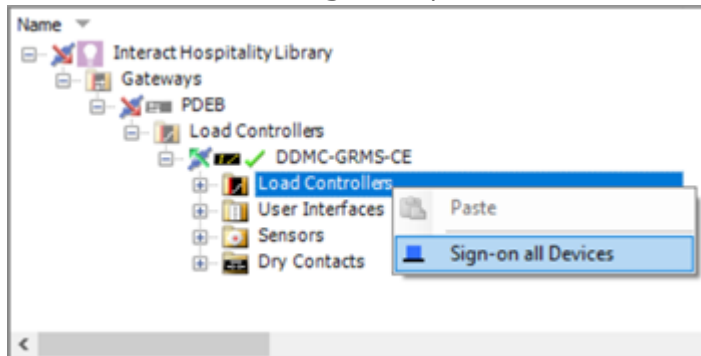 Name
Interact Hospitality Library
Gateways
PDEB
Load Controllers
DDMC-GRMS-CE
Load Controllers
User Interfaces
Paste
Sensors
Sign-on all Devices
Dry Contacts